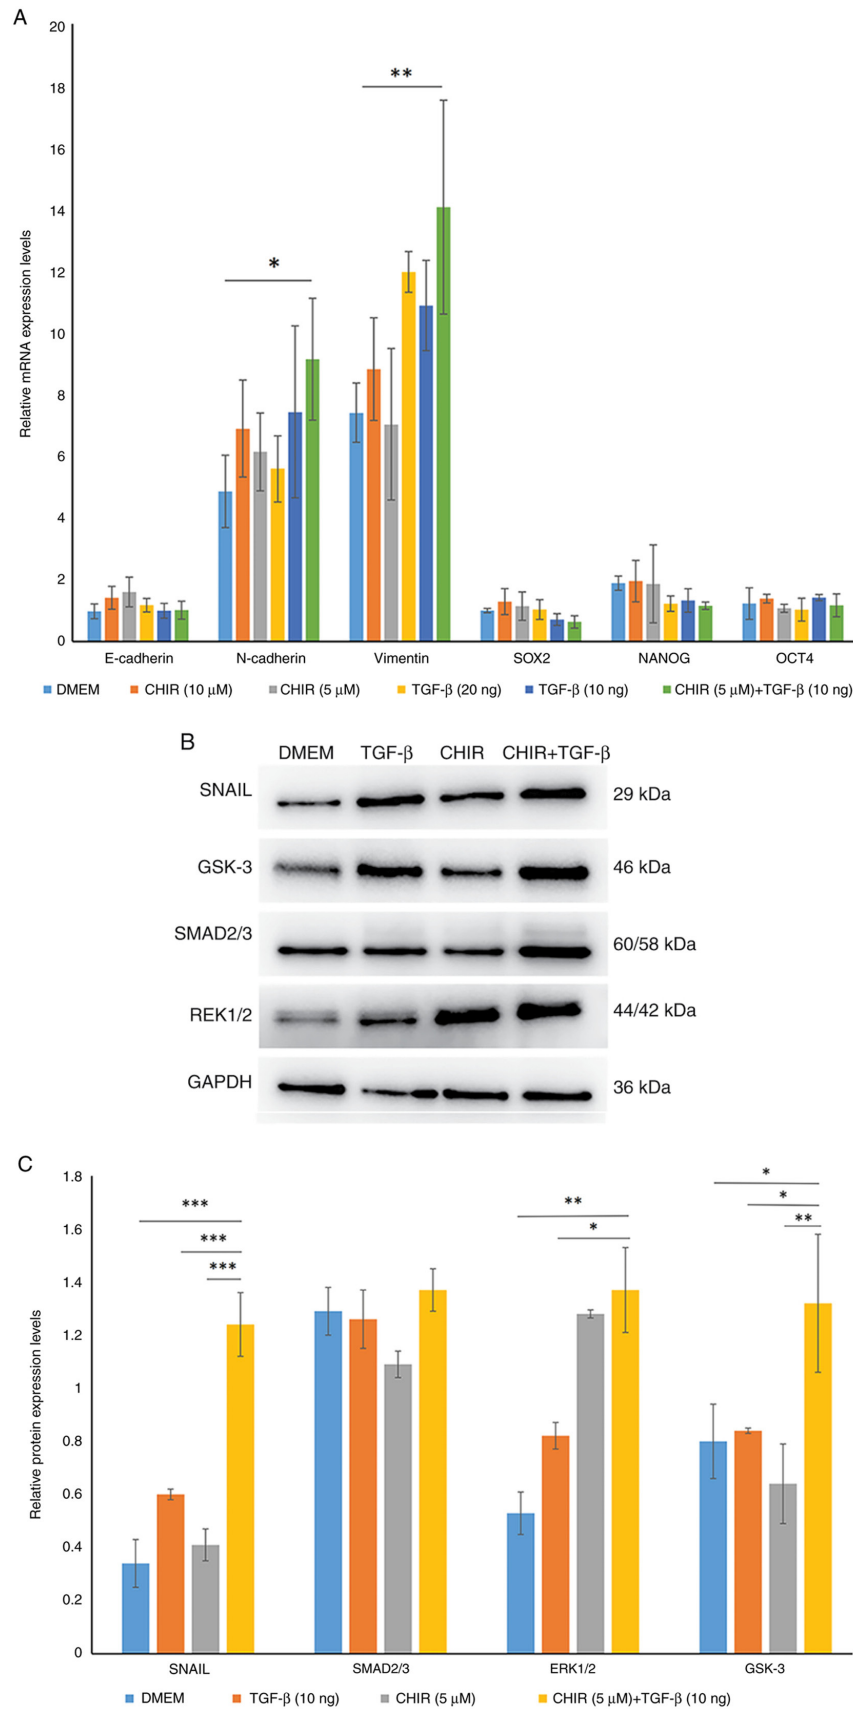 A
20
18
16
14
12
10
8
6
4
2
0
Relative mRNA expression levels
*
**
E-cadherin N-cadherin Vimentin SOX2 NANOG OCT4
DMEM CHIR (10 μM) CHIR (5 μM) TGF-β (20 ng) TGF-β (10 ng) CHIR (5 μM)+TGF-β (10 ng)
B
DMEM TGF-β CHIR CHIR+TGF-β
SNAIL 29 kDa
GSK-3 46 kDa
SMAD2/3 60/58 kDa
REK1/2 44/42 kDa
GAPDH 36 kDa
C
1.8
1.6
1.4
1.2
1
0.8
0.6
0.4
0.2
0
Relative protein expression levels
***
***
***
**
*
*
*
**
SNAIL SMAD2/3 ERK1/2 GSK-3
DMEM TGF-β (10 ng) CHIR (5 μM) CHIR (5 μM)+TGF-β (10 ng)